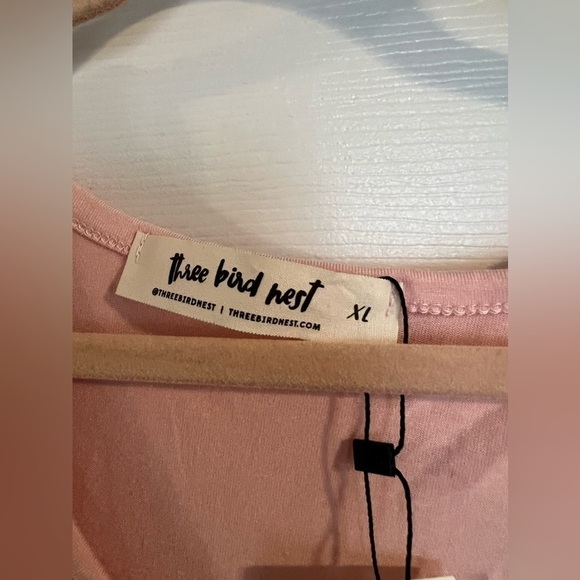 three bird nest
@THREEBIRDNEST | THREEBIRDNEST.COM
XL